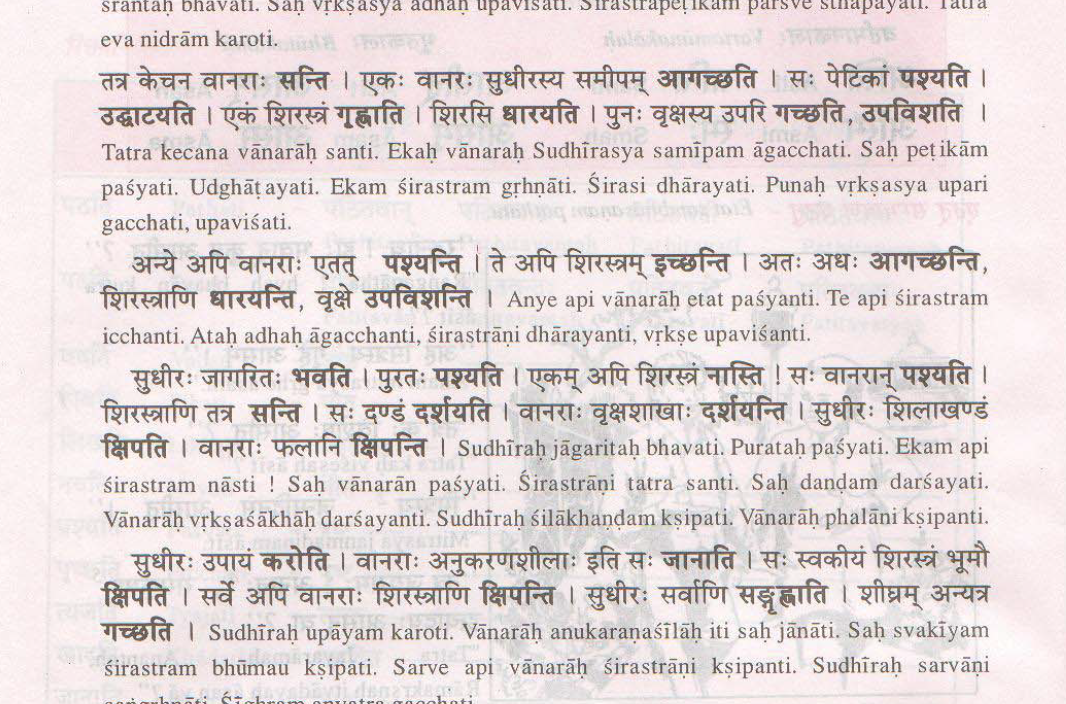 śrāntaḥ bhavati. Saḥ vṛkṣasya adhaḥ upaviśati. Śirastrapeṭikām pārśve sthāpayati. Tatra
eva nidrām karoti.
तत्र केचन वानराः सन्ति । एकः वानरः सुधीरस्य समीपम् आगच्छति । सः पेटिकां पश्यति ।
उद्घाटयति । एकं शिरस्त्रं गृह्णाति । शिरसि धारयति । पुनः वृक्षस्य उपरि गच्छति, उपविशति ।
Tatra kecana vānarāḥ santi. Ekaḥ vānaraḥ Sudhīrasya samīpam āgacchati. Saḥ peṭikām
paśyati. Udghāṭayati. Ekam śirastram gṛhṇāti. Śirasi dhārayati. Punaḥ vṛkṣasya upari
gacchati, upaviśati.
अन्ये अपि वानराः एतत् पश्यन्ति । ते अपि शिरस्त्रम् इच्छन्ति । अतः अधः आगच्छन्ति,
शिरस्त्राणि धारयन्ति, वृक्षे उपविशन्ति । Anye api vānarāḥ etat paśyanti. Te api śirastram
icchanti. Ataḥ adhaḥ āgacchanti, śirastrāṇi dhārayanti, vṛkṣe upaviśanti.
सुधीरः जागरितः भवति । पुरतः पश्यति । एकम् अपि शिरस्त्रं नास्ति ! सः वानरान् पश्यति ।
शिरस्त्राणि तत्र सन्ति । सः दण्डं दर्शयति । वानराः वृक्षशाखाः दर्शयन्ति । सुधीरः शिलाखण्डं
क्षिपति । वानराः फलानि क्षिपन्ति । Sudhīraḥ jāgaritaḥ bhavati. Purataḥ paśyati. Ekam api
śirastram nāsti ! Saḥ vānarān paśyati. Śirastrāṇi tatra santi. Saḥ daṇḍam darśayati.
Vānarāḥ vṛkṣaśākhāḥ darśayanti. Sudhīraḥ śilākhaṇḍam kṣipati. Vānarāḥ phalāni kṣipanti.
सुधीरः उपायं करोति । वानराः अनुकरणशीलाः इति सः जानाति । सः स्वकीयं शिरस्त्रं भूमौ
क्षिपति । सर्वे अपि वानराः शिरस्त्राणि क्षिपन्ति । सुधीरः सर्वाणि सङ्गृह्णाति । शीघ्रम् अन्यत्र
गच्छति । Sudhīraḥ upāyam karoti. Vānarāḥ anukaraṇaśīlāḥ iti saḥ jānāti. Saḥ svakīyam
śirastram bhūmau kṣipati. Sarve api vānarāḥ śirastrāṇi kṣipanti. Sudhīraḥ sarvāṇi
saṅgṛhṇāti. Śīghram anyatra gacchati.